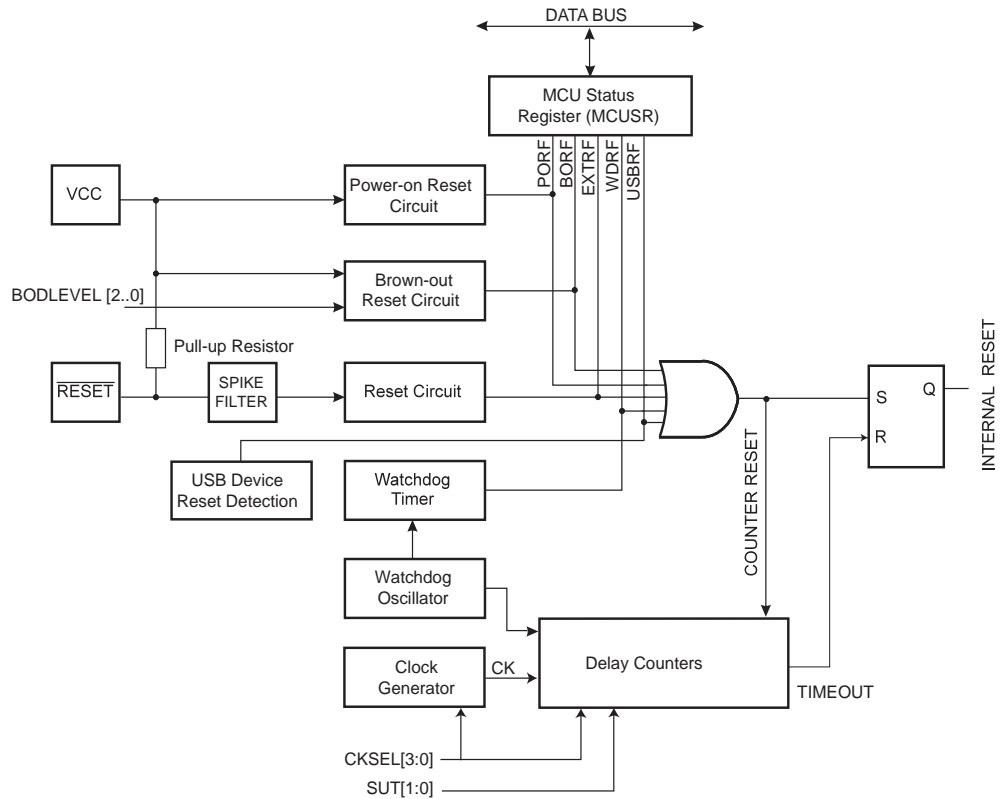 DATA BUS
MCU Status
Register (MCUSR)
PORF
BORF
EXTRF
WDRF
USBRF
VCC
Power-on Reset
Circuit
Brown-out
Reset Circuit
BODLEVEL [2..0]
Pull-up Resistor
RESET
SPIKE
FILTER
Reset Circuit
S
Q
R
INTERNAL RESET
USB Device
Reset Detection
Watchdog
Timer
COUNTER RESET
Watchdog
Oscillator
Clock
Generator
CK
Delay Counters
TIMEOUT
CKSEL[3:0]
SUT[1:0]